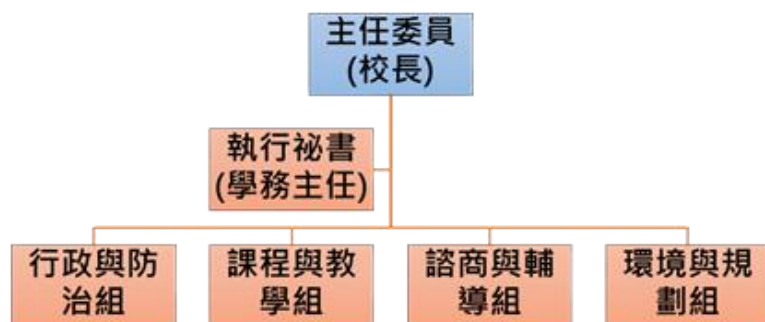 主任委員
(校長)
執行祕書
(學務主任)
行政與防
治組
課程與教
學組
諮商與輔
導組
環境與規
劃組